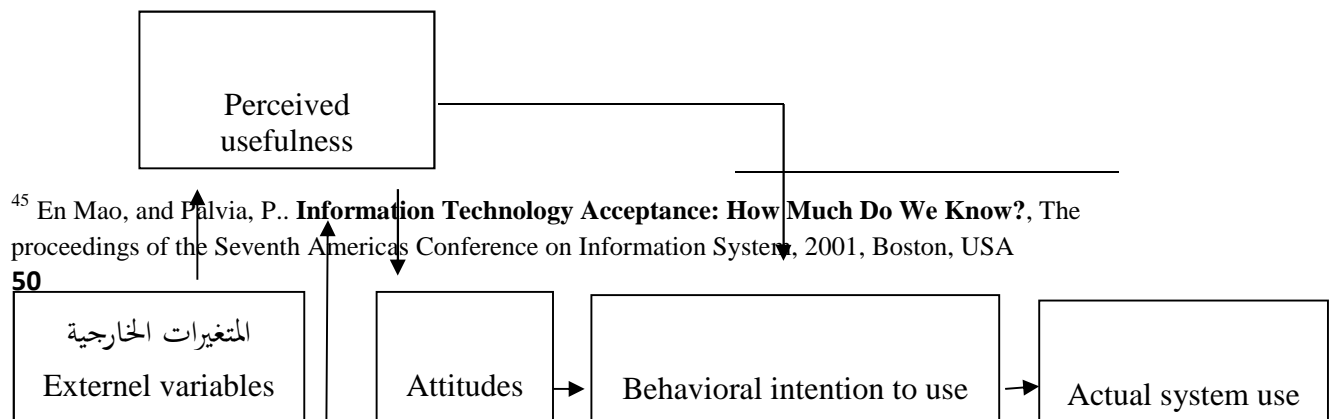 Perceived
usefulness
45 En Mao, and Palvia, P.. Information Technology Acceptance: How Much Do We Know?, The
proceedings of the Seventh Americas Conference on Information System, 2001, Boston, USA
50
المتغيرات الخارجية
Externel variables
Attitudes
Behavioral intention to use
Actual system use